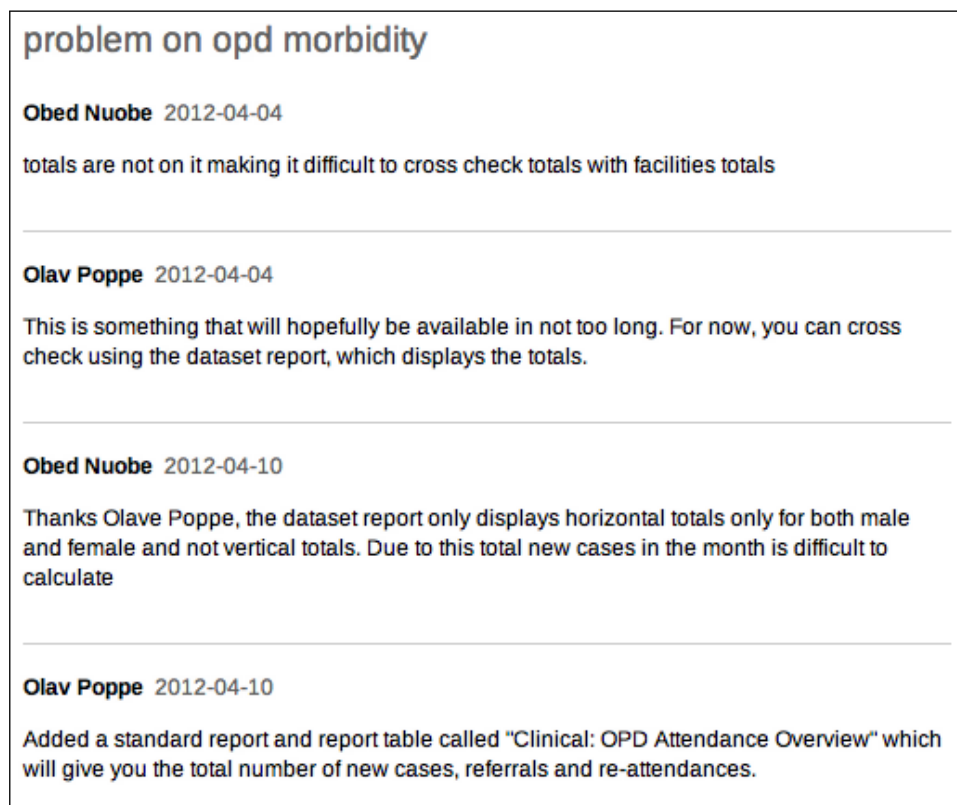 problem on opd morbidity
Obed Nuobe 2012-04-04
totals are not on it making it difficult to cross check totals with facilities totals
Olav Poppe 2012-04-04
This is something that will hopefully be available in not too long. For now, you can cross
check using the dataset report, which displays the totals.
Obed Nuobe 2012-04-10
Thanks Olave Poppe, the dataset report only displays horizontal totals only for both male
and female and not vertical totals. Due to this total new cases in the month is difficult to
calculate
Olav Poppe 2012-04-10
Added a standard report and report table called "Clinical: OPD Attendance Overview" which
will give you the total number of new cases, referrals and re-attendances.